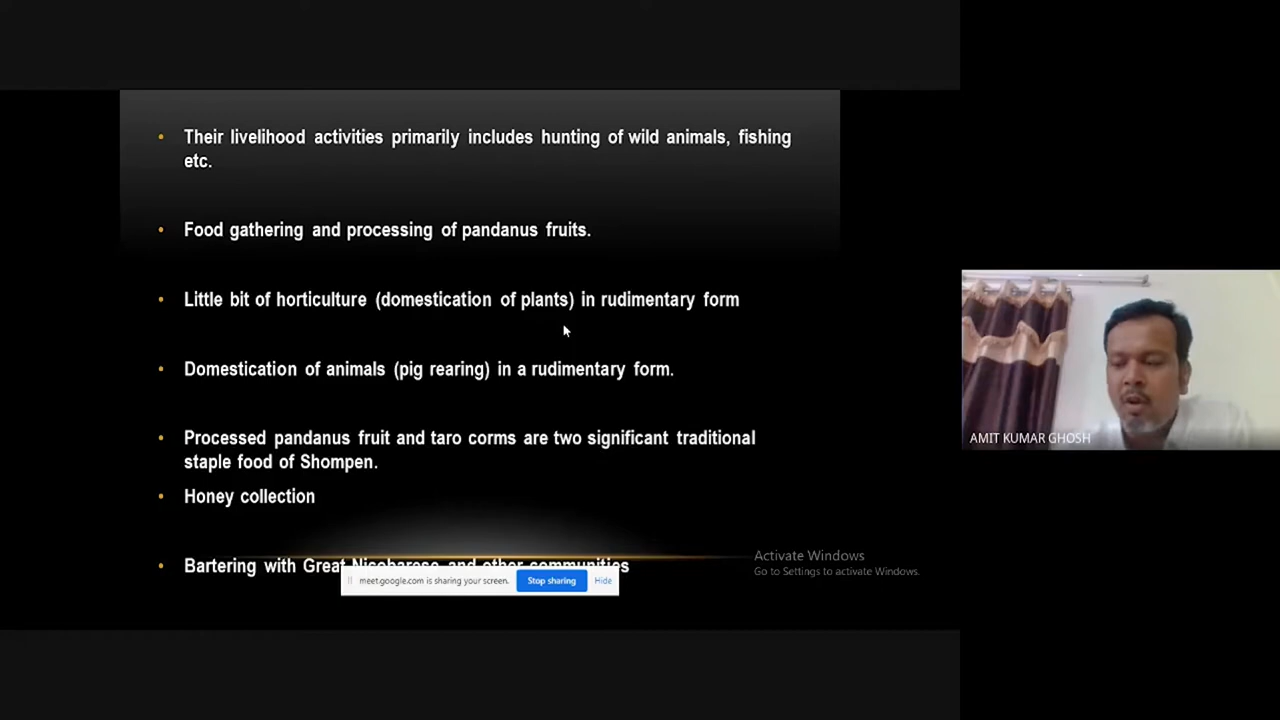 • Their livelihood activities primarily includes hunting of wild animals, fishing
etc.
• Food gathering and processing of pandanus fruits.
• Little bit of horticulture (domestication of plants) in rudimentary form
• Domestication of animals (pig rearing) in a rudimentary form.
• Processed pandanus fruit and taro corms are two significant traditional
staple food of Shompen.
• Honey collection
• Bartering with Great Nicobarese and other communities
meet.google.com is sharing your screen. Stop sharing Hide
Activate Windows
Go to Settings to activate Windows.
AMIT KUMAR GHOSH